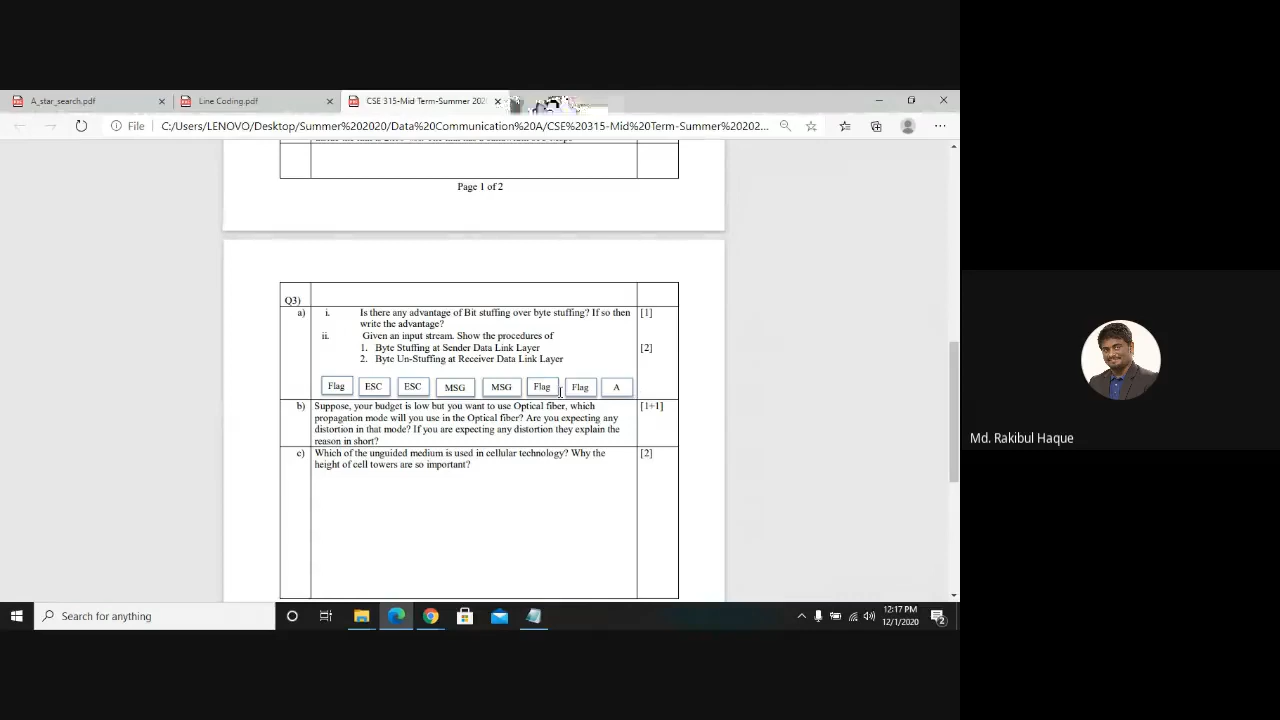 A_star_search.pdf
Line Coding.pdf
CSE 315-Mid Term-Summer 202
File
C:/Users/LENOVO/Desktop/Summer%202020/Data%20Communication%20A/CSE%20315-Mid%20Term-Summer%20202...
Page 1 of 2
Q3)
a) i. Is there any advantage of Bit stuffing over byte stuffing? If so then [1]
write the advantage?
ii. Given an input stream. Show the procedures of
1. Byte Stuffing at Sender Data Link Layer [2]
2. Byte Un-Stuffing at Receiver Data Link Layer
Flag ESC ESC MSG MSG Flag Flag A
b) Suppose, your budget is low but you want to use Optical fiber, which [1+1]
propagation mode will you use in the Optical fiber? Are you expecting any
distortion in that mode? If you are expecting any distortion they explain the
reason in short?
c) Which of the unguided medium is used in cellular technology? Why the [2]
height of cell towers are so important?
Md. Rakibul Haque
Search for anything
12:17 PM
12/1/2020
2